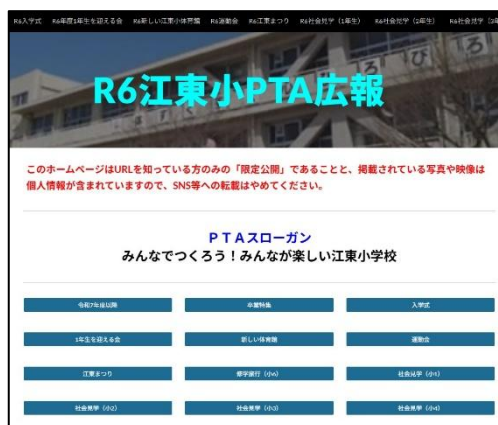 R6入学式 R6年度1年生を迎える会 R6新しい江東小体育館 R6運動会 R6江東まつり R6社会見学（1年生） R6社会見学（2年生）
R6江東小PTA広報
このホームページはURLを知っている方のみの「限定公開」であることと、掲載されている写真や映像は
個人情報が含まれていますので、SNS等への転載はやめてください。
ＰＴＡスローガン
みんなでつくろう！みんなが楽しい江東小学校
令和7年度以降 卒業特集 入学式
1年生を迎える会 新しい体育館 運動会
江東まつり 修学旅行（小6） 社会見学（小1）
社会見学（小2） 社会見学（小3） 社会見学（小4）